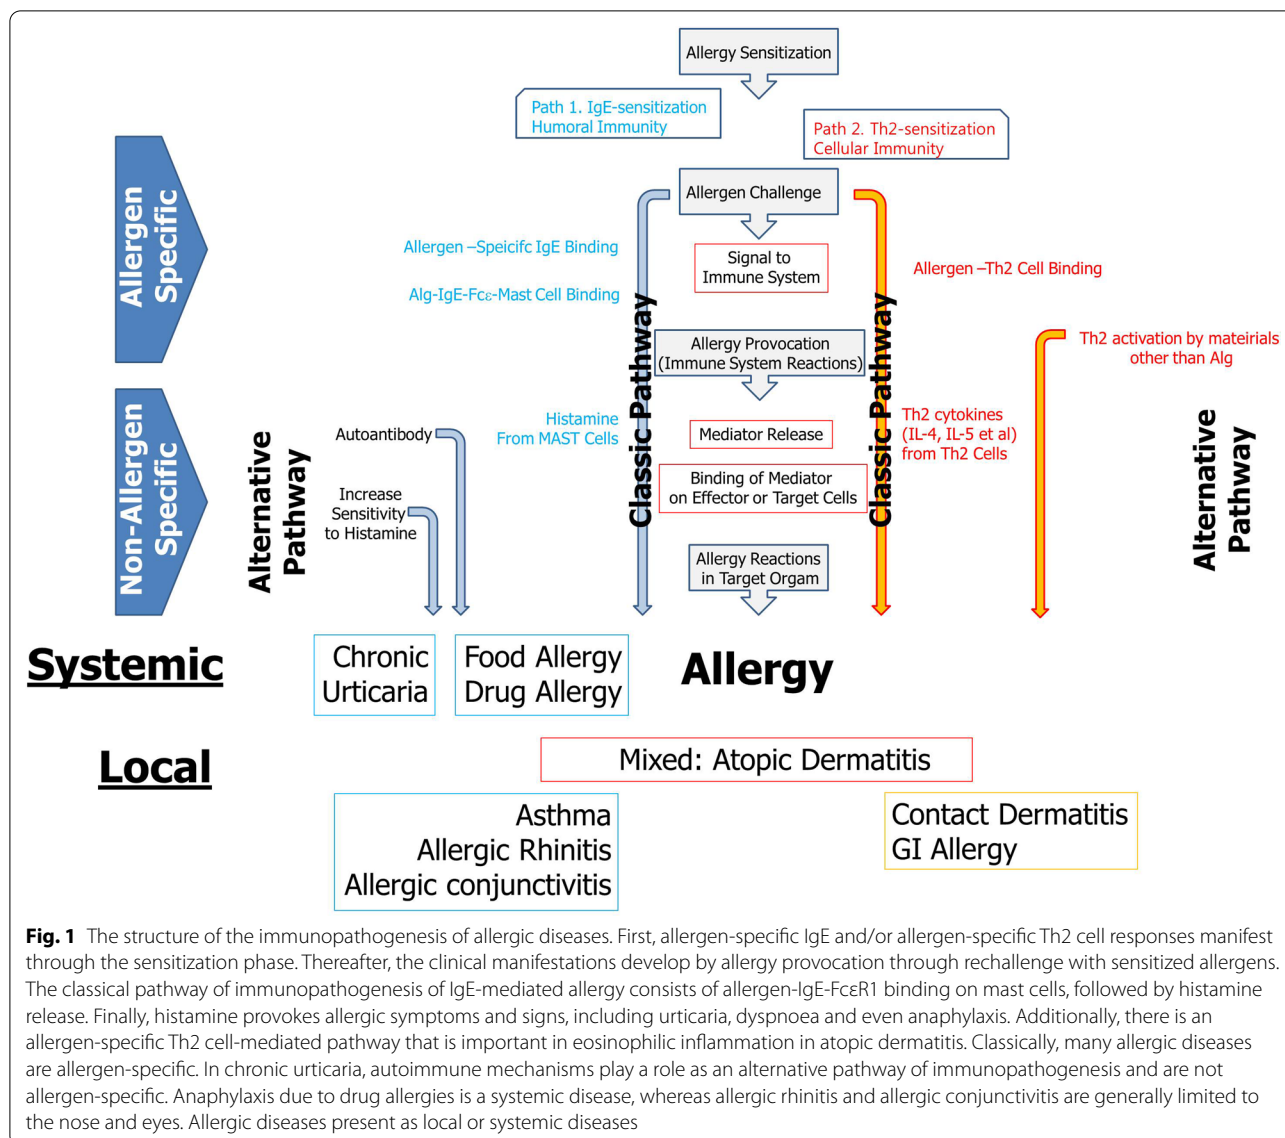 Allergy Sensitization
Path 1. IgE-sensitization
Humoral Immunity
Path 2. Th2-sensitization
Cellular Immunity
Allergen
Specific
Allergen Challenge
Allergen –Speicifc IgE Binding
Signal to
Immune System
Allergen –Th2 Cell Binding
Alg-IgE-Fcε-Mast Cell Binding
Classic Pathway
Classic Pathway
Allergy Provocation
(Immune System Reactions)
Th2 activation by mateirials
other than Alg
Non-Allergen
Specific
Alternative
Pathway
Autoantibody
Histamine
From MAST Cells
Mediator Release
Th2 cytokines
(IL-4, IL-5 et al)
from Th2 Cells
Alternative
Pathway
Increase
Sensitivity
to Histamine
Binding of Mediator
on Effector or Target Cells
Allergy Reactions
in Target Orgam
Systemic
Chronic
Urticaria
Food Allergy
Drug Allergy
Allergy
Local
Mixed: Atopic Dermatitis
Asthma
Allergic Rhinitis
Allergic conjunctivitis
Contact Dermatitis
GI Allergy
Fig. 1 The structure of the immunopathogenesis of allergic diseases. First, allergen-specific IgE and/or allergen-specific Th2 cell responses manifest
through the sensitization phase. Thereafter, the clinical manifestations develop by allergy provocation through rechallenge with sensitized allergens.
The classical pathway of immunopathogenesis of IgE-mediated allergy consists of allergen-IgE-FcεR1 binding on mast cells, followed by histamine
release. Finally, histamine provokes allergic symptoms and signs, including urticaria, dyspnoea and even anaphylaxis. Additionally, there is an
allergen-specific Th2 cell-mediated pathway that is important in eosinophilic inflammation in atopic dermatitis. Classically, many allergic diseases
are allergen-specific. In chronic urticaria, autoimmune mechanisms play a role as an alternative pathway of immunopathogenesis and are not
allergen-specific. Anaphylaxis due to drug allergies is a systemic disease, whereas allergic rhinitis and allergic conjunctivitis are generally limited to
the nose and eyes. Allergic diseases present as local or systemic diseases